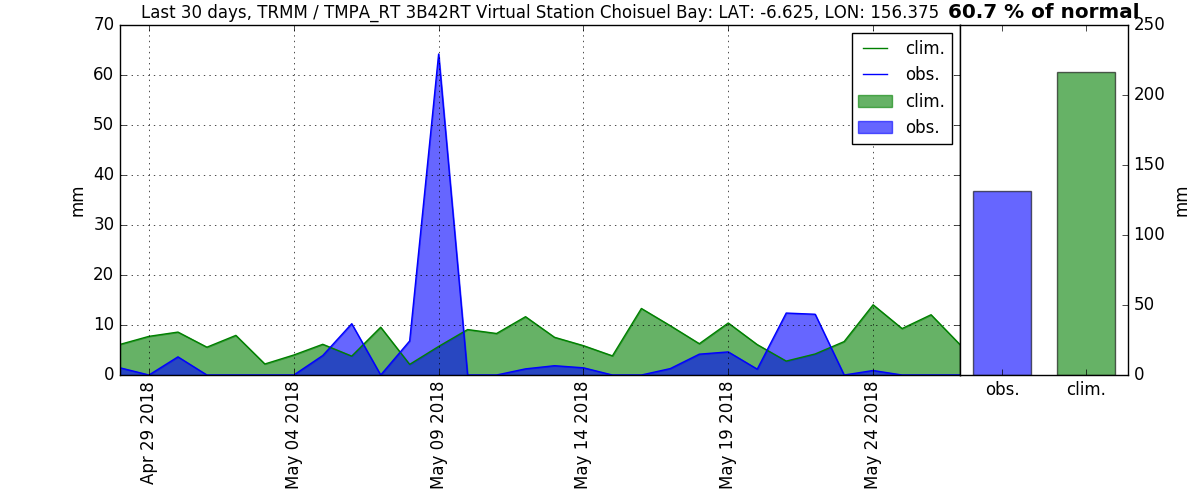 Last 30 days, TRMM / TMPA_RT 3B42RT Virtual Station Choisuel Bay: LAT: -6.625, LON: 156.375 60.7 % of normal
70
60
50
40
30
20
10
0
mm
clim.
obs.
clim.
obs.
250
200
150
100
50
0
mm
Apr 29 2018
May 04 2018
May 09 2018
May 14 2018
May 19 2018
May 24 2018
obs.
clim.